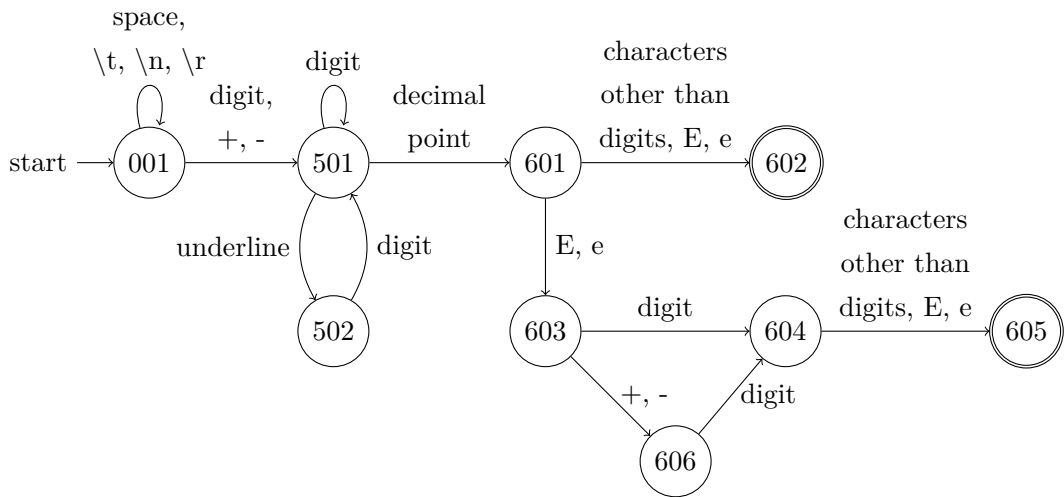 space,
\t, \n, \r
digit,
+, -
digit
decimal
point
characters
other than
digits, E, e
start
001
501
601
602
underline
digit
E, e
characters
other than
digits, E, e
502
603
digit
604
605
+, -
digit
606